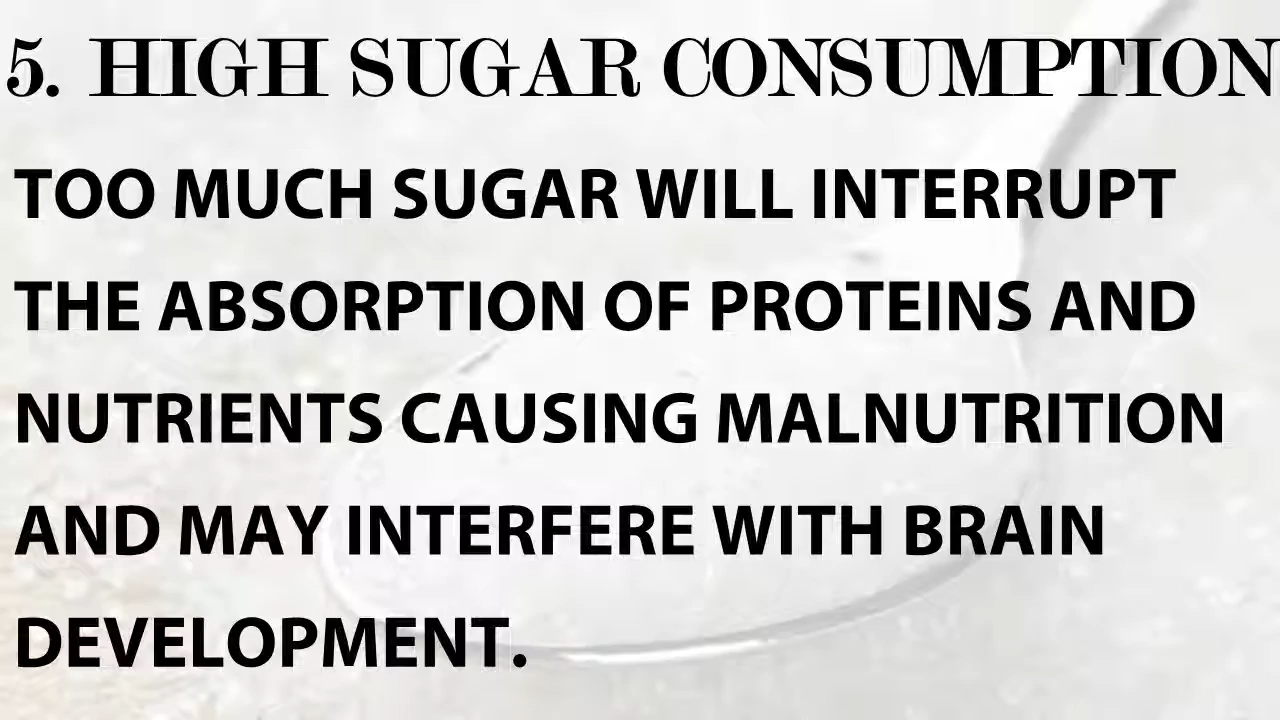 5. HIGH SUGAR CONSUMPTION
TOO MUCH SUGAR WILL INTERRUPT
THE ABSORPTION OF PROTEINS AND
NUTRIENTS CAUSING MALNUTRITION
AND MAY INTERFERE WITH BRAIN
DEVELOPMENT.